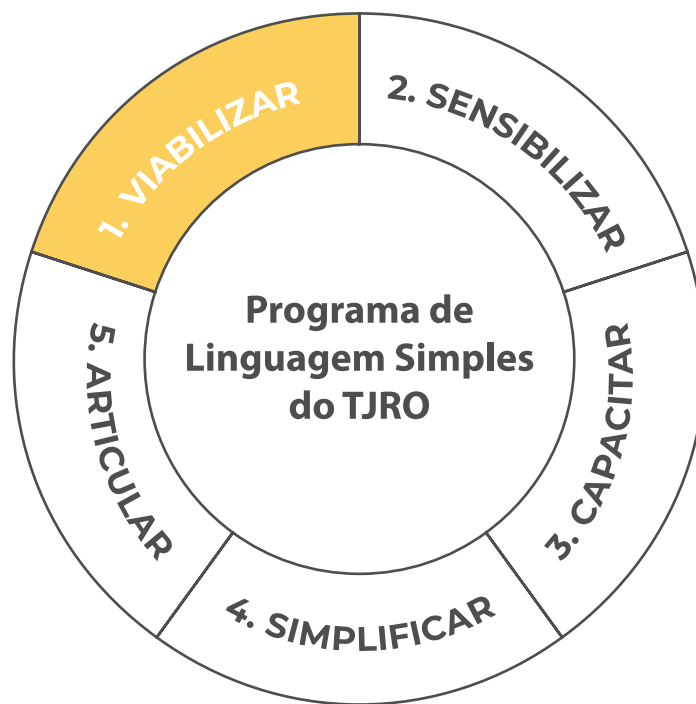 1. VIABILIZAR
2. SENSIBILIZAR
3. CAPACITAR
4. SIMPLIFICAR
5. ARTICULAR
Programa de
Linguagem Simples
do TJRO